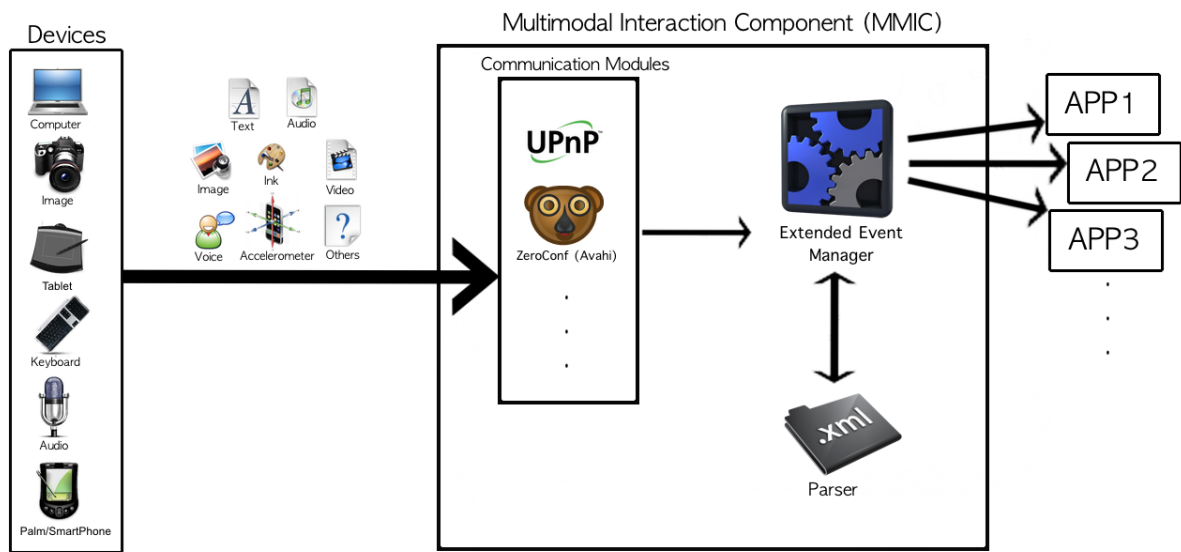 Devices
Computer
Image
Tablet
Keyboard
Audio
Palm/SmartPhone
A
Text
Audio
Image
Ink
Video
Voice
Accelerometer
?
Others
Multimodal Interaction Component (MMIC)
Communication Modules
UPnP™
ZeroConf (Avahi)
Extended Event
Manager
.xml
Parser
APP1
APP2
APP3